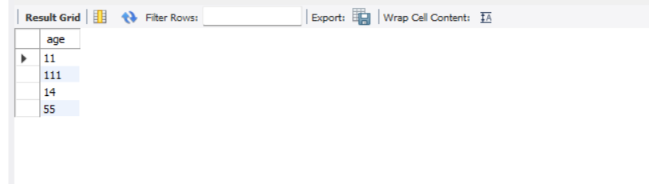 Result Grid Filter Rows: Export: Wrap Cell Content:
age
11
111
14
55